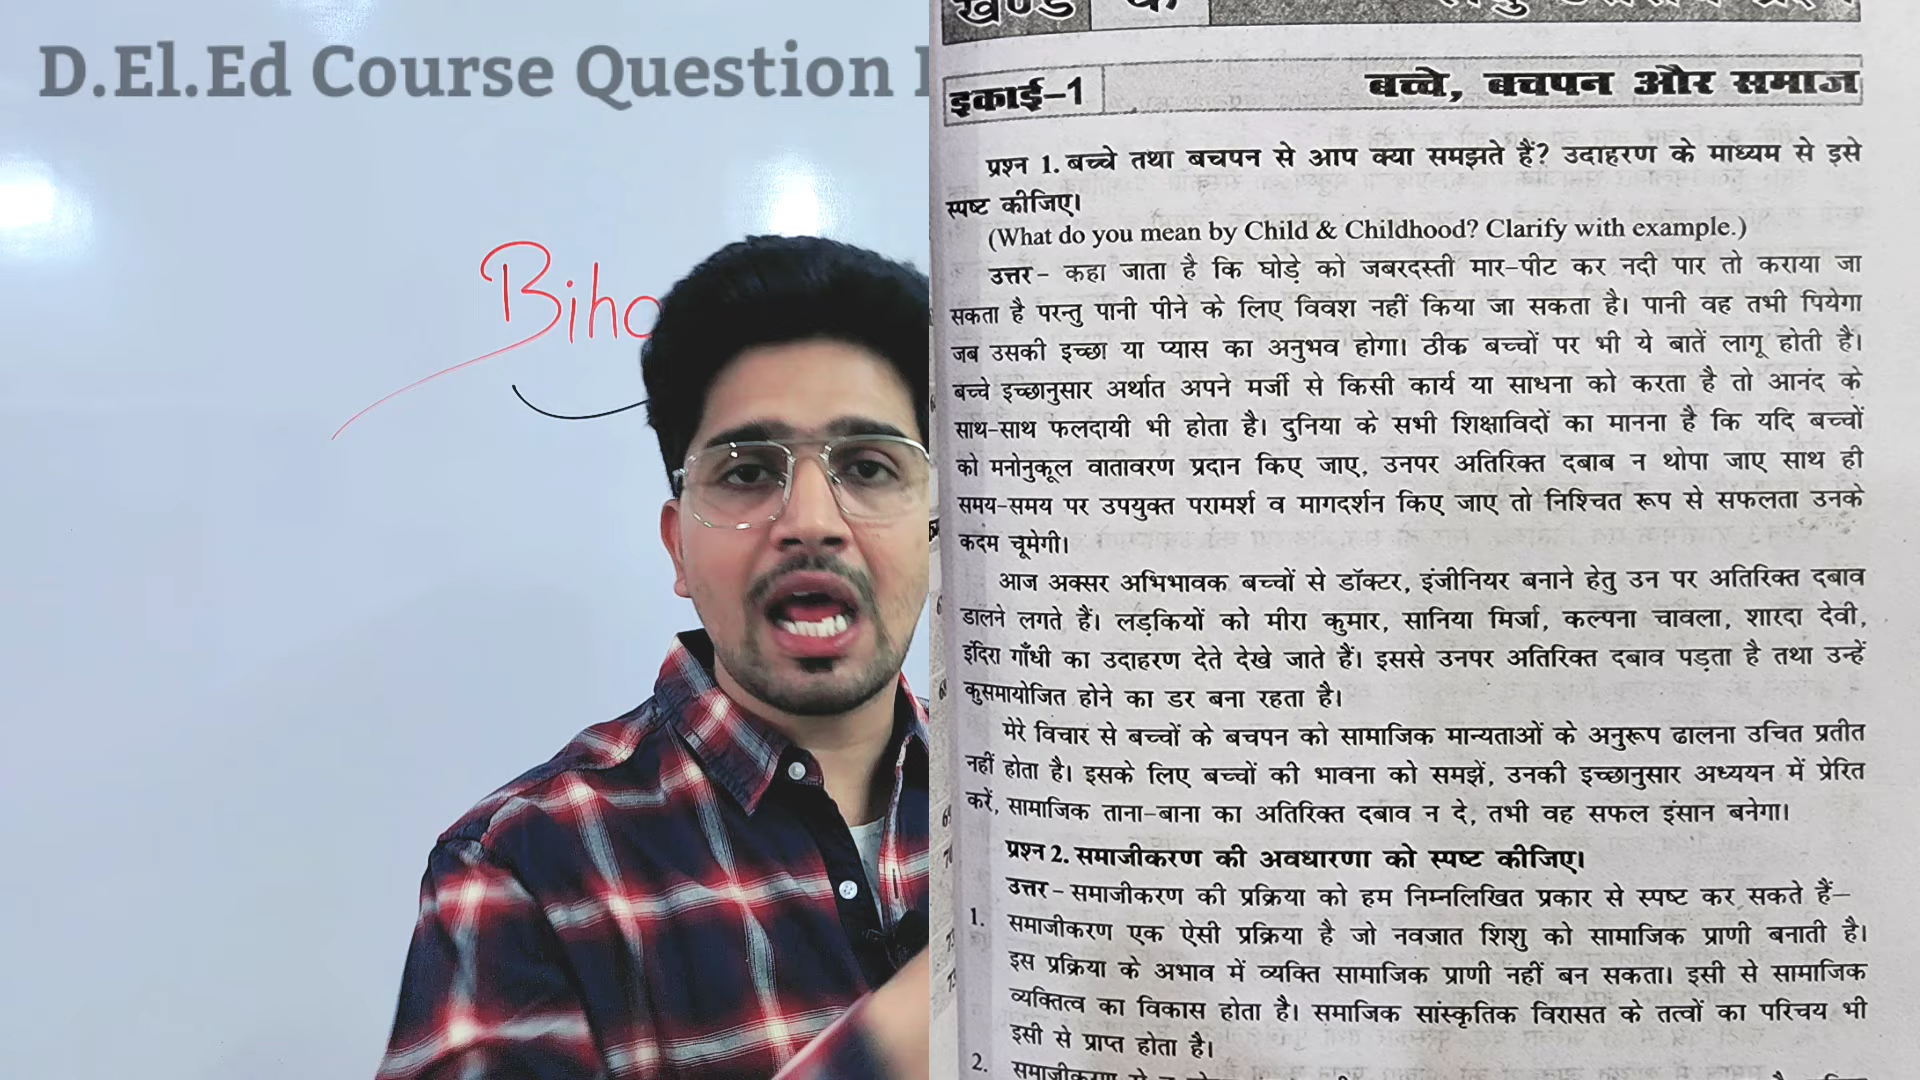 D.El.Ed Course Question
Biha
खण्ड क
इकाई-1
बच्चे, बचपन और समाज
प्रश्न 1. बच्चे तथा बचपन से आप क्या समझते हैं? उदाहरण के माध्यम से इसे
स्पष्ट कीजिए।
(What do you mean by Child & Childhood? Clarify with example.)
उत्तर - कहा जाता है कि घोड़े को जबरदस्ती मार-पीट कर नदी पार तो कराया जा
सकता है परन्तु पानी पीने के लिए विवश नहीं किया जा सकता है। पानी वह तभी पियेगा
जब उसकी इच्छा या प्यास का अनुभव होगा। ठीक बच्चों पर भी ये बातें लागू होती हैं।
बच्चे इच्छानुसार अर्थात अपने मर्जी से किसी कार्य या साधना को करता है तो आनंद के
साथ-साथ फलदायी भी होता है। दुनिया के सभी शिक्षाविदों का मानना है कि यदि बच्चों
को मनोनुकूल वातावरण प्रदान किए जाए, उनपर अतिरिक्त दबाब न थोपा जाए साथ ही
समय-समय पर उपयुक्त परामर्श व मागदर्शन किए जाए तो निश्चित रूप से सफलता उनके
कदम चूमेगी।
आज अक्सर अभिभावक बच्चों से डॉक्टर, इंजीनियर बनाने हेतु उन पर अतिरिक्त दबाव
डालने लगते हैं। लड़कियों को मीरा कुमार, सानिया मिर्जा, कल्पना चावला, शारदा देवी,
इंदिरा गाँधी का उदाहरण देते देखे जाते हैं। इससे उनपर अतिरिक्त दबाव पड़ता है तथा उन्हें
कुसमायोजित होने का डर बना रहता है।
मेरे विचार से बच्चों के बचपन को सामाजिक मान्यताओं के अनुरूप ढालना उचित प्रतीत
नहीं होता है। इसके लिए बच्चों की भावना को समझें, उनकी इच्छानुसार अध्ययन में प्रेरित
करें, सामाजिक ताना-बाना का अतिरिक्त दबाव न दे, तभी वह सफल इंसान बनेगा।
प्रश्न 2. समाजीकरण की अवधारणा को स्पष्ट कीजिए।
उत्तर - समाजीकरण की प्रक्रिया को हम निम्नलिखित प्रकार से स्पष्ट कर सकते हैं–
1. समाजीकरण एक ऐसी प्रक्रिया है जो नवजात शिशु को सामाजिक प्राणी बनाती है।
इस प्रक्रिया के अभाव में व्यक्ति सामाजिक प्राणी नहीं बन सकता। इसी से सामाजिक
व्यक्तित्व का विकास होता है। समाजिक सांस्कृतिक विरासत के तत्वों का परिचय भी
इसी से प्राप्त होता है।
2. समाजीकरण